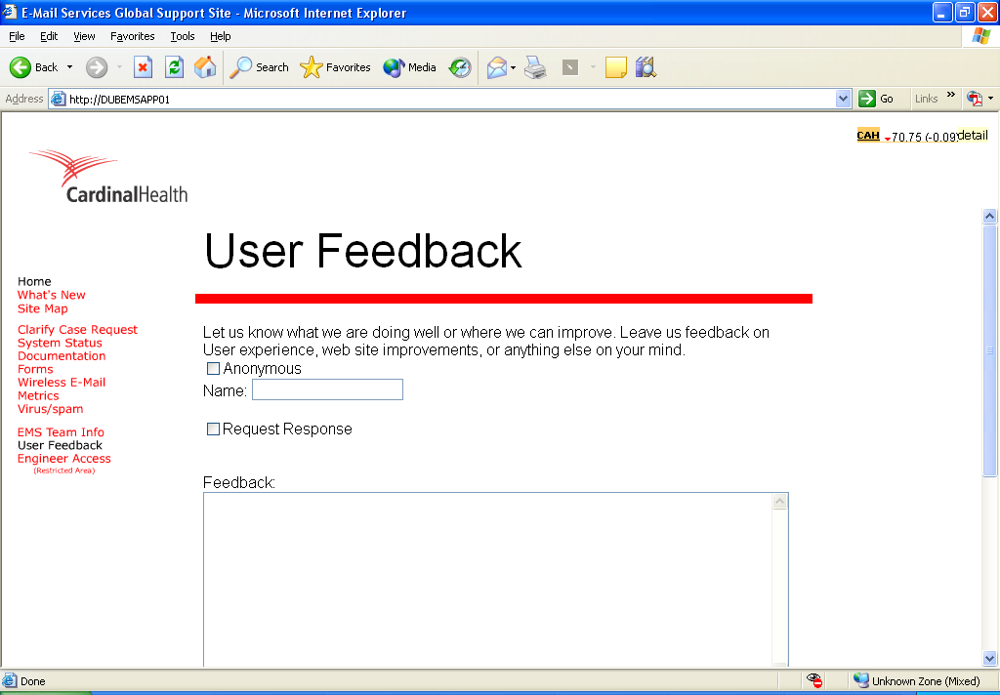 E-Mail Services Global Support Site - Microsoft Internet Explorer
File Edit View Favorites Tools Help
Back Search Favorites Media
Address http://DUBEMSAPP01 Go Links »
CAH 70.75 (-0.09) detail
CardinalHealth
User Feedback
Home
What's New
Site Map
Clarify Case Request
System Status
Documentation
Forms
Wireless E-Mail
Metrics
Virus/spam
EMS Team Info
User Feedback
Engineer Access
(Restricted Area)
Let us know what we are doing well or where we can improve. Leave us feedback on
User experience, web site improvements, or anything else on your mind.
Anonymous
Name:
Request Response
Feedback:
Done Unknown Zone (Mixed)